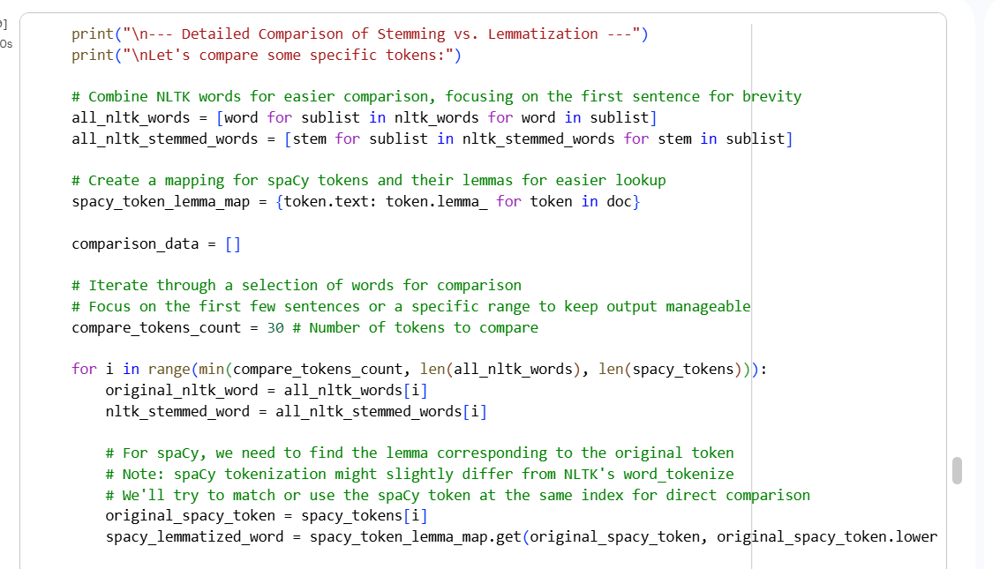 ]
0s
print("\n--- Detailed Comparison of Stemming vs. Lemmatization ---")
print("\nLet's compare some specific tokens:")
# Combine NLTK words for easier comparison, focusing on the first sentence for brevity
all_nltk_words = [word for sublist in nltk_words for word in sublist]
all_nltk_stemmed_words = [stem for sublist in nltk_stemmed_words for stem in sublist]
# Create a mapping for spaCy tokens and their lemmas for easier lookup
spacy_token_lemma_map = {token.text: token.lemma_ for token in doc}
comparison_data = []
# Iterate through a selection of words for comparison
# Focus on the first few sentences or a specific range to keep output manageable
compare_tokens_count = 30 # Number of tokens to compare
for i in range(min(compare_tokens_count, len(all_nltk_words), len(spacy_tokens))):
    original_nltk_word = all_nltk_words[i]
    nltk_stemmed_word = all_nltk_stemmed_words[i]
    # For spaCy, we need to find the lemma corresponding to the original token
    # Note: spaCy tokenization might slightly differ from NLTK's word_tokenize
    # We'll try to match or use the spaCy token at the same index for direct comparison
    original_spacy_token = spacy_tokens[i]
    spacy_lemmatized_word = spacy_token_lemma_map.get(original_spacy_token, original_spacy_token.lower